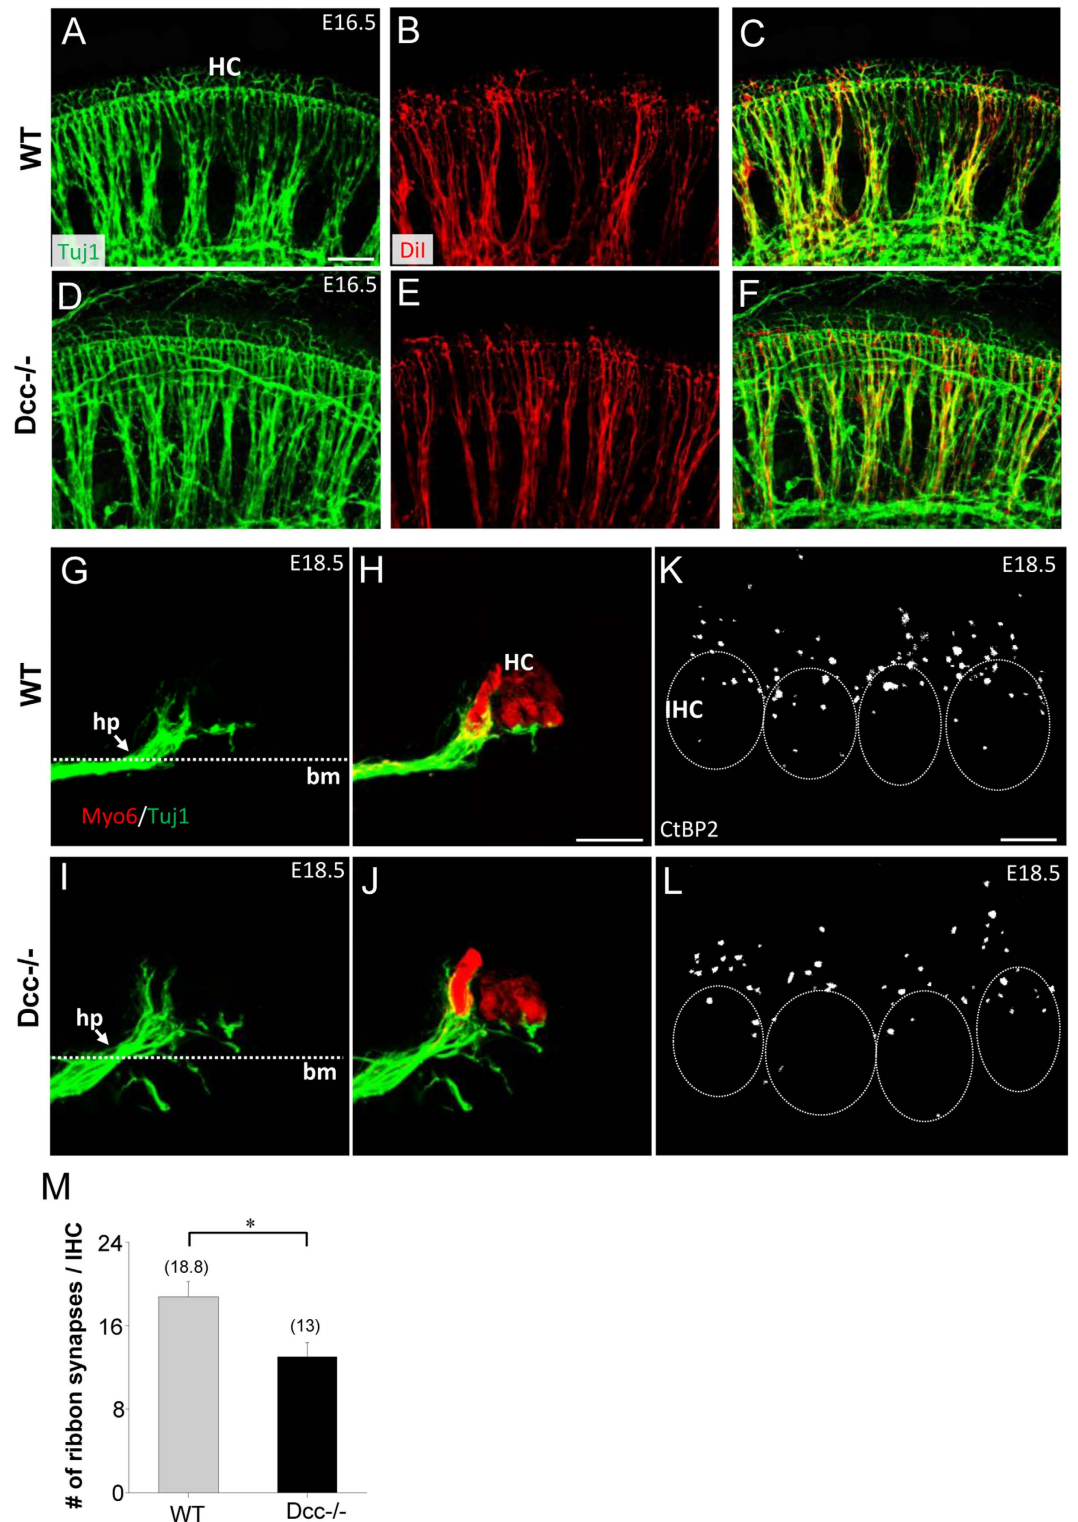 A
E16.5
HC
WT
Tuj1
B
DiI
C
D
E16.5
Dcc-/-
E
F
G
E18.5
WT
hp
bm
Myo6/Tuj1
H
HC
K
E18.5
IHC
CtBP2
I
E18.5
Dcc-/-
hp
bm
J
L
E18.5
M
# of ribbon synapses / IHC
24
16
8
0
*
(18.8)
(13)
WT
Dcc-/-